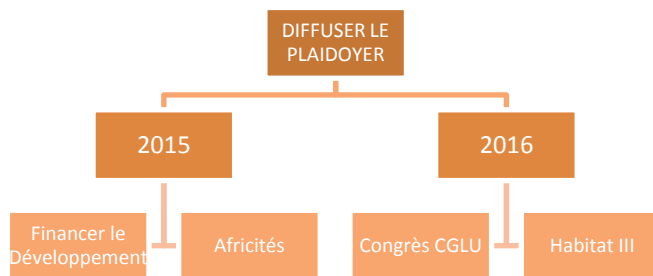 DIFFUSER LE
PLAIDOYER
2015
2016
Financer le
Développement
Africités
Congrès CGLU
Habitat III